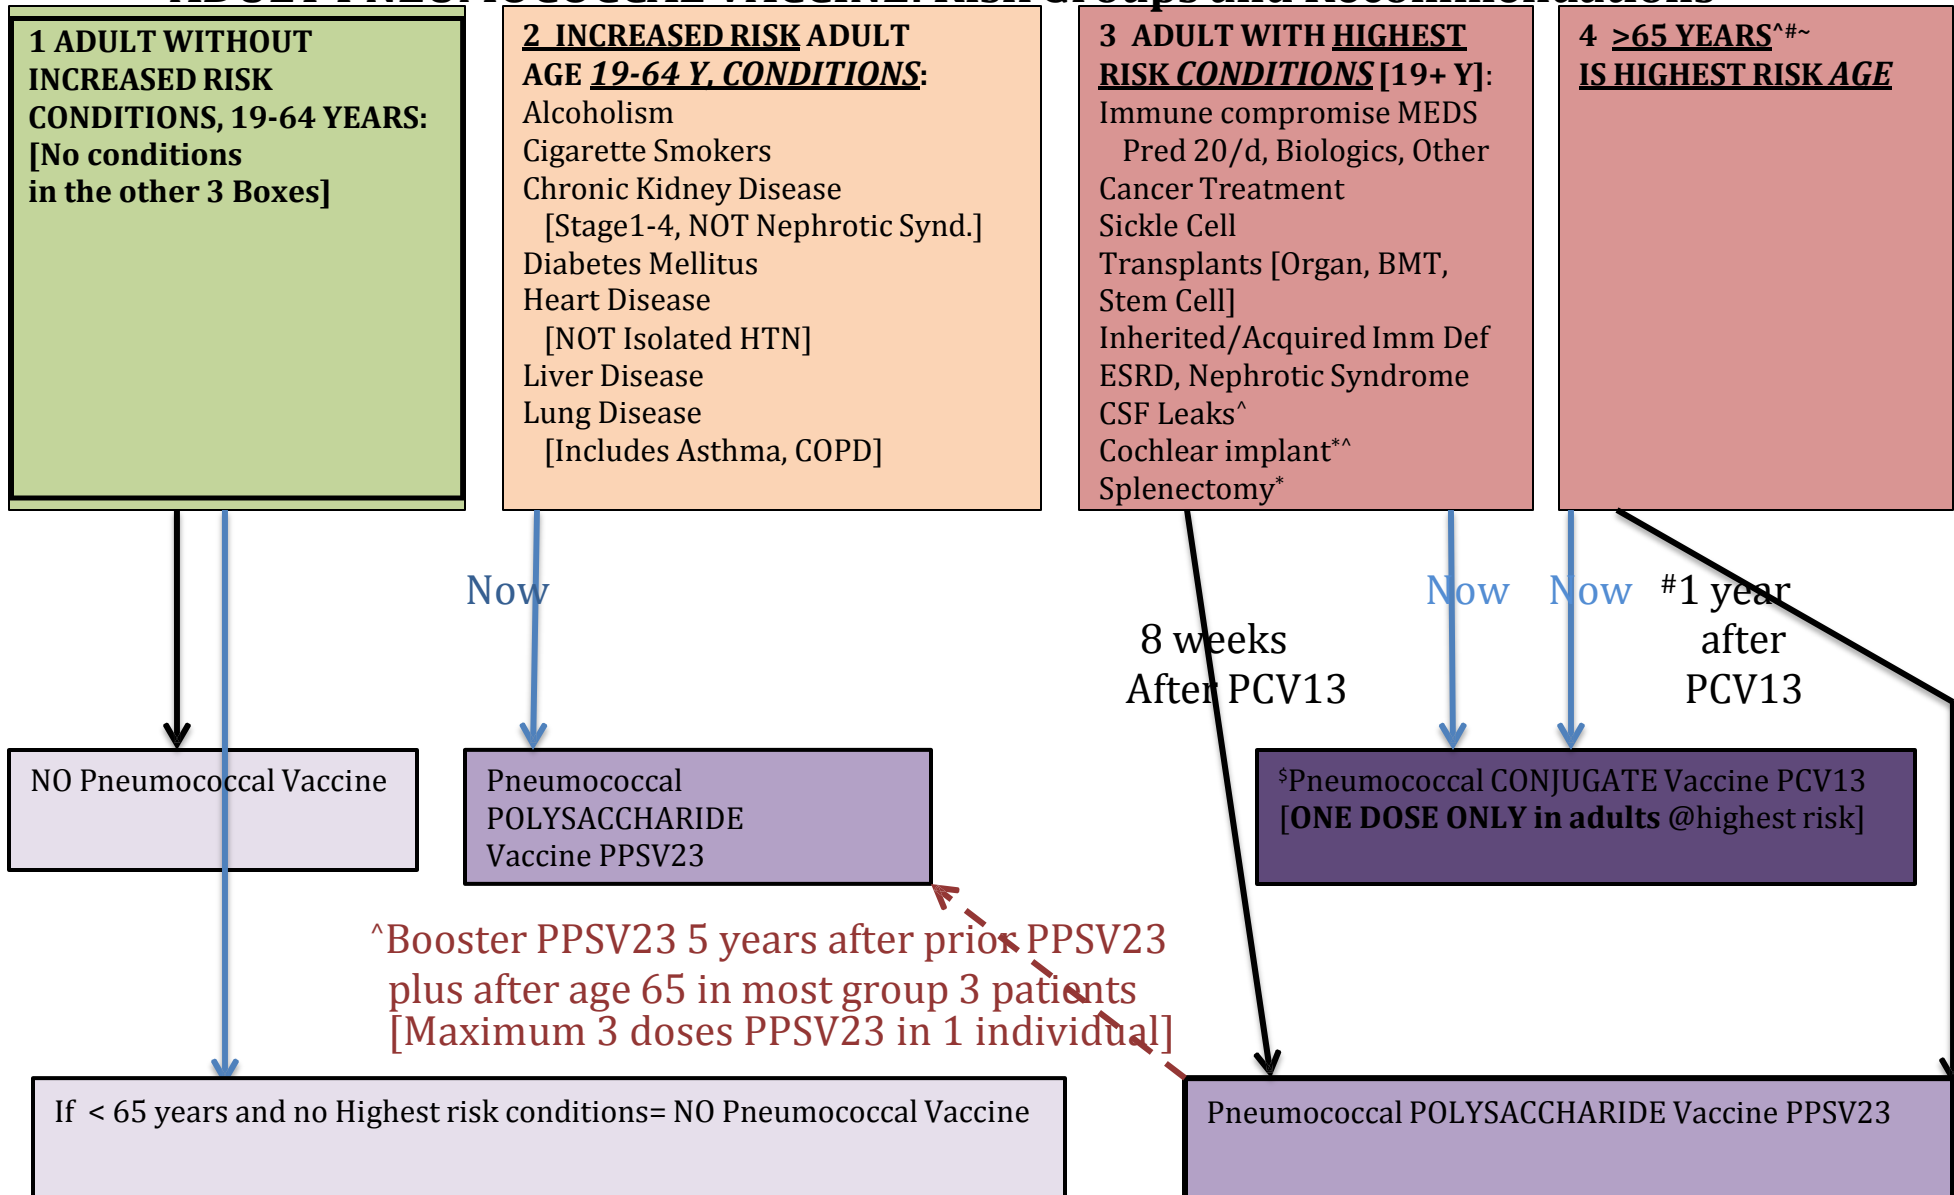 ADULT PNEUMOCOCCAL VACCINE: Risk Groups and Recommendations
1 ADULT WITHOUT
INCREASED RISK
CONDITIONS, 19-64 YEARS:
[No conditions
in the other 3 Boxes]
2 INCREASED RISK ADULT
AGE 19-64 Y, CONDITIONS:
Alcoholism
Cigarette Smokers
Chronic Kidney Disease
[Stage1-4, NOT Nephrotic Synd.]
Diabetes Mellitus
Heart Disease
[NOT Isolated HTN]
Liver Disease
Lung Disease
[Includes Asthma, COPD]
3 ADULT WITH HIGHEST
RISK CONDITIONS [19+ Y]:
Immune compromise MEDS
Pred 20/d, Biologics, Other
Cancer Treatment
Sickle Cell
Transplants [Organ, BMT,
Stem Cell]
Inherited/Acquired Imm Def
ESRD, Nephrotic Syndrome
CSF Leaks^
Cochlear implant*^
Splenectomy*
4 >65 YEARS^#~
IS HIGHEST RISK AGE
Now
8 weeks
After PCV13
Now
Now
#1 year
after
PCV13
NO Pneumococcal Vaccine
Pneumococcal
POLYSACCHARIDE
Vaccine PPSV23
$Pneumococcal CONJUGATE Vaccine PCV13
[ONE DOSE ONLY in adults @highest risk]
^Booster PPSV23 5 years after prior PPSV23
plus after age 65 in most group 3 patients
[Maximum 3 doses PPSV23 in 1 individual]
If < 65 years and no Highest risk conditions= NO Pneumococcal Vaccine
Pneumococcal POLYSACCHARIDE Vaccine PPSV23